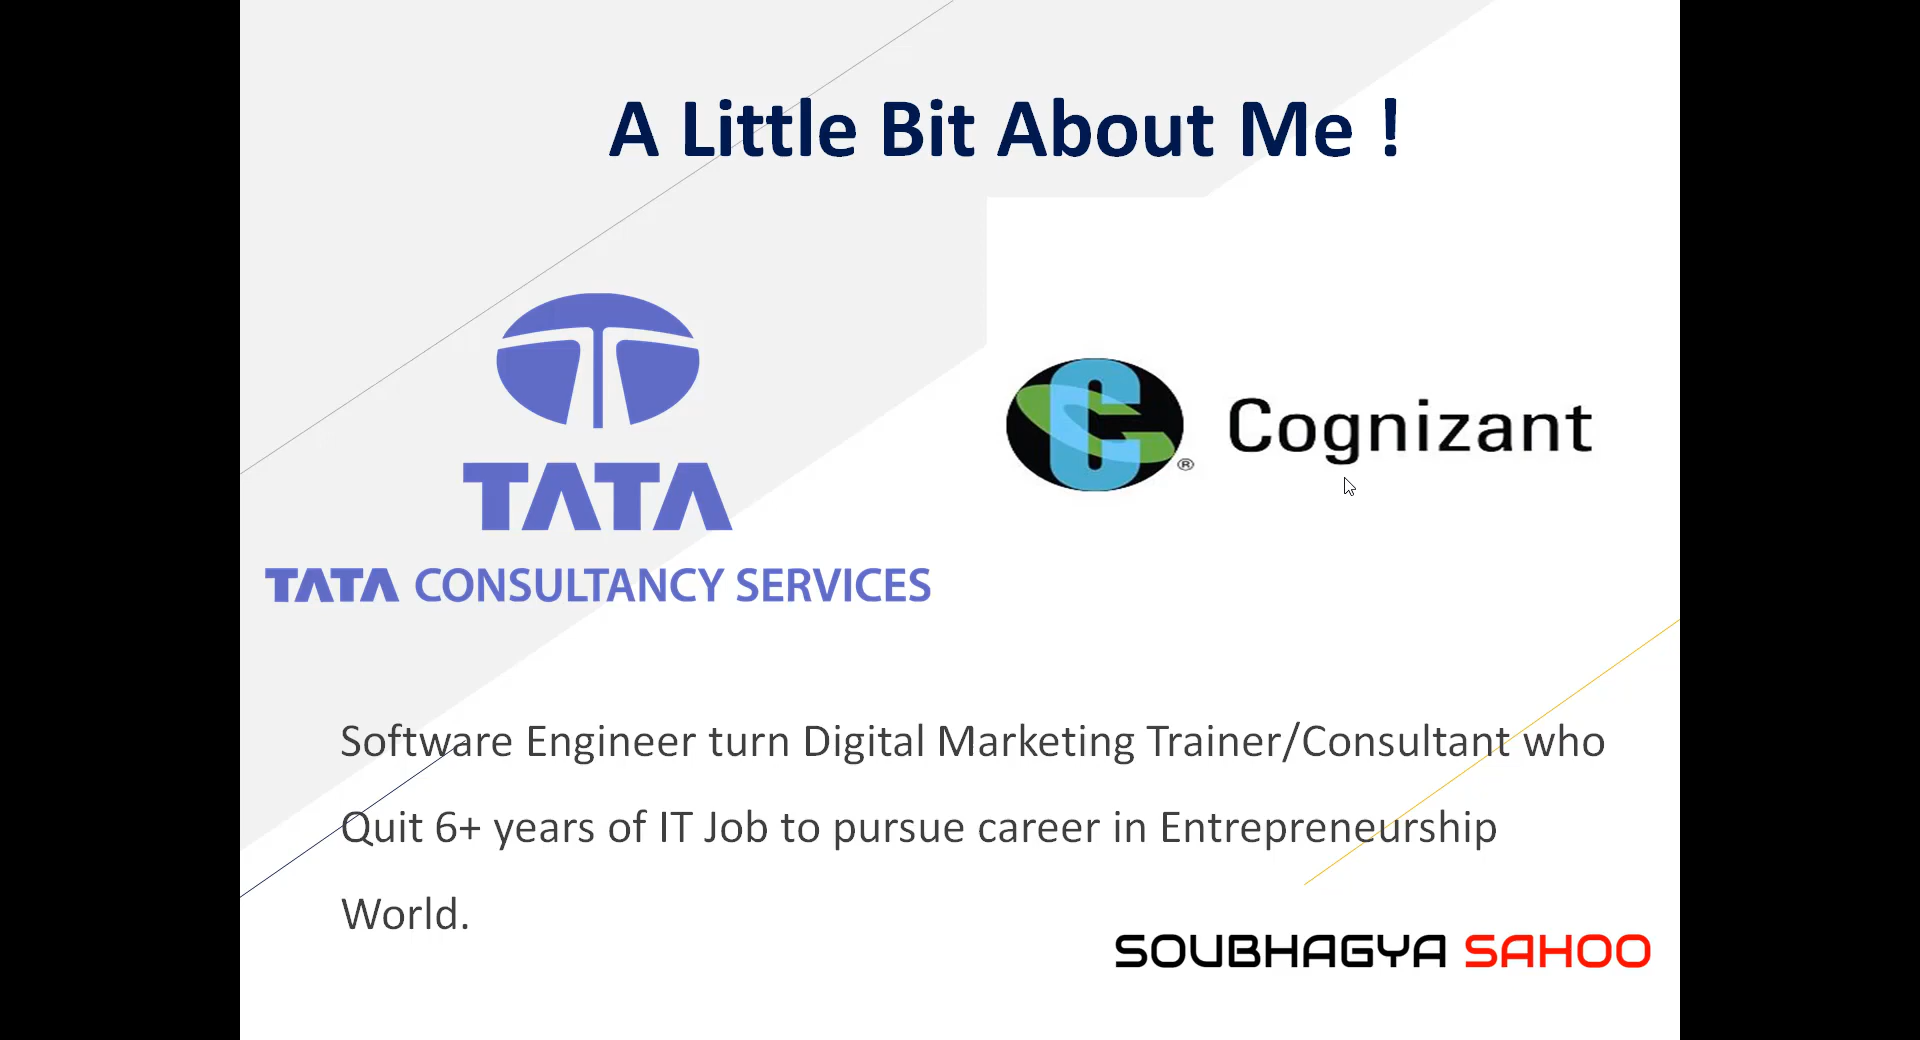 A Little Bit About Me !
TATA
TATA CONSULTANCY SERVICES
Cognizant
®
Software Engineer turn Digital Marketing Trainer/Consultant who
Quit 6+ years of IT Job to pursue career in Entrepreneurship
World.
SOUBHAGYA SAHOO